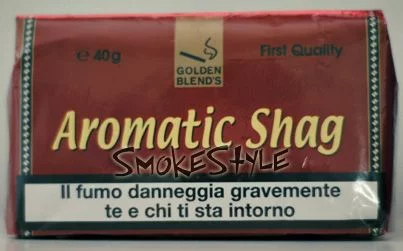 ℮ 40g
First Quality
GOLDEN
BLEND'S
Aromatic Shag
SMOKESTYLE
Il fumo danneggia gravemente
te e chi ti sta intorno